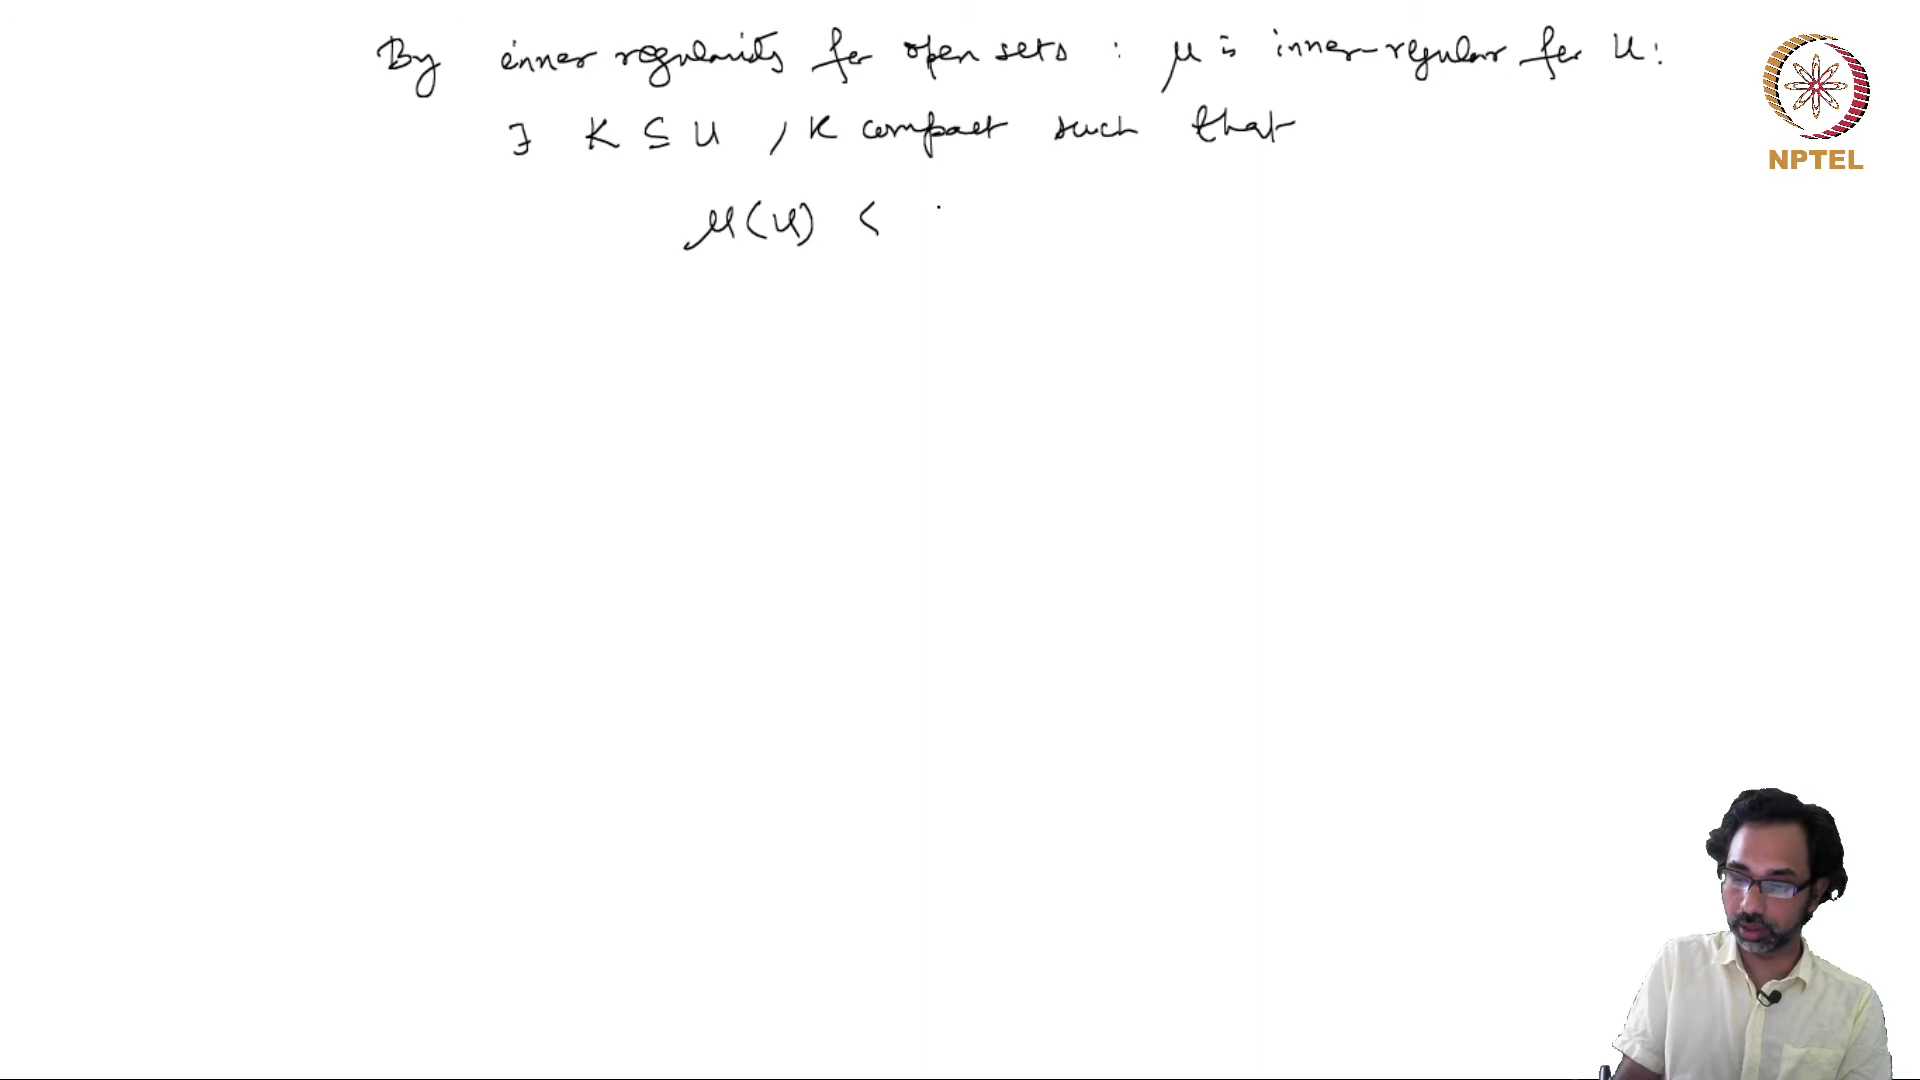 By inner regularity for open sets : μ is inner-regular for U :
∃ K ⊆ U , K compact such that
μ(U) <
NPTEL